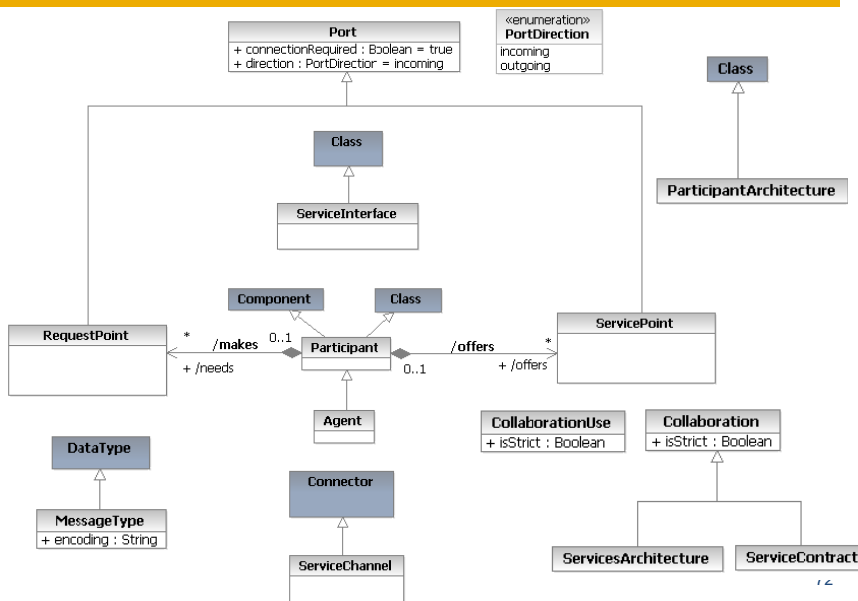 Port
+ connectionRequired : Boolean = true
+ direction : PortDirection = incoming
«enumeration»
PortDirection
incoming
outgoing
Class
ParticipantArchitecture
Class
ServiceInterface
Component
Class
RequestPoint
*
/makes
0..1
+ /needs
Participant
/offers
0..1
*
+ /offers
ServicePoint
Agent
CollaborationUse
+ isStrict : Boolean
Collaboration
+ isStrict : Boolean
DataType
MessageType
+ encoding : String
Connector
ServiceChannel
ServicesArchitecture
ServiceContract